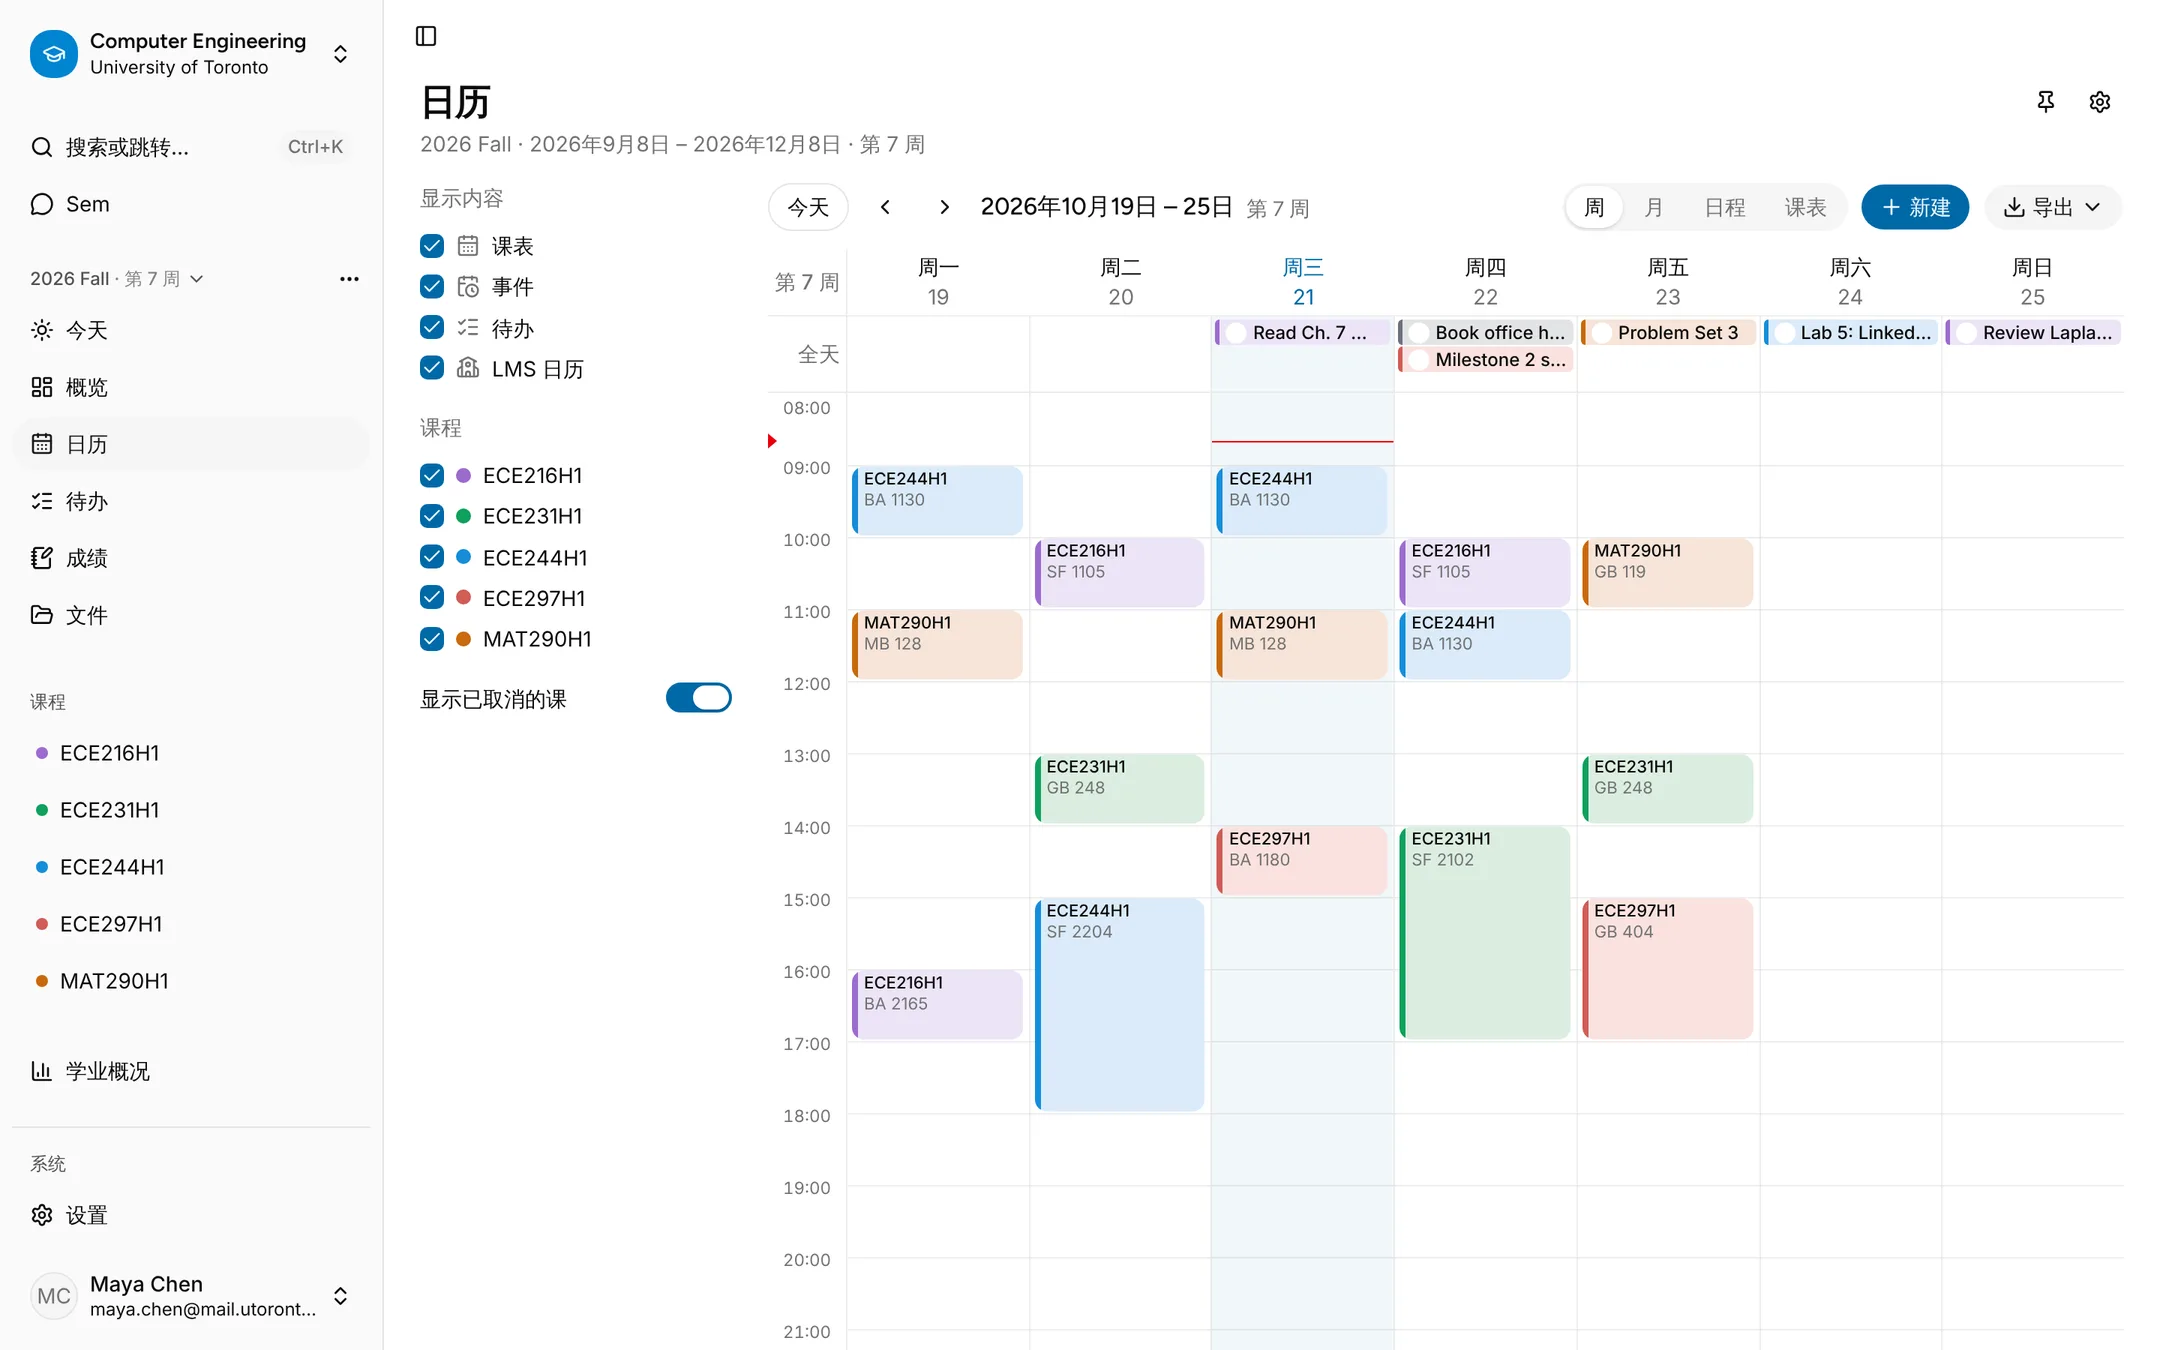 Computer Engineering
University of Toronto
搜索或跳转... Ctrl+K
Sem
2026 Fall · 第 7 周
今天
概览
日历
待办
成绩
文件
课程
ECE216H1
ECE231H1
ECE244H1
ECE297H1
MAT290H1
学业概况
系统
设置
MC
Maya Chen
maya.chen@mail.utoront...
日历
2026 Fall · 2026年9月8日 – 2026年12月8日 · 第 7 周
显示内容
课表
事件
待办
LMS 日历
课程
ECE216H1
ECE231H1
ECE244H1
ECE297H1
MAT290H1
显示已取消的课
今天 2026年10月19日 – 25日 第 7 周
周 月 日程 课表 新建 导出
第 7 周
周一 周二 周三 周四 周五 周六 周日
19 20 21 22 23 24 25
全天
Read Ch. 7 ... Book office h... Problem Set 3 Lab 5: Linked... Review Lapla...
Milestone 2 s...
08:00
09:00
ECE244H1 ECE244H1
BA 1130 BA 1130
10:00
ECE216H1 ECE216H1 MAT290H1
SF 1105 SF 1105 GB 119
11:00
MAT290H1 MAT290H1 ECE244H1
MB 128 MB 128 BA 1130
12:00
13:00
ECE231H1 ECE231H1
GB 248 GB 248
14:00
ECE297H1 ECE231H1
BA 1180 SF 2102
15:00
ECE244H1 ECE297H1
SF 2204 GB 404
16:00
ECE216H1
BA 2165
17:00
18:00
19:00
20:00
21:00